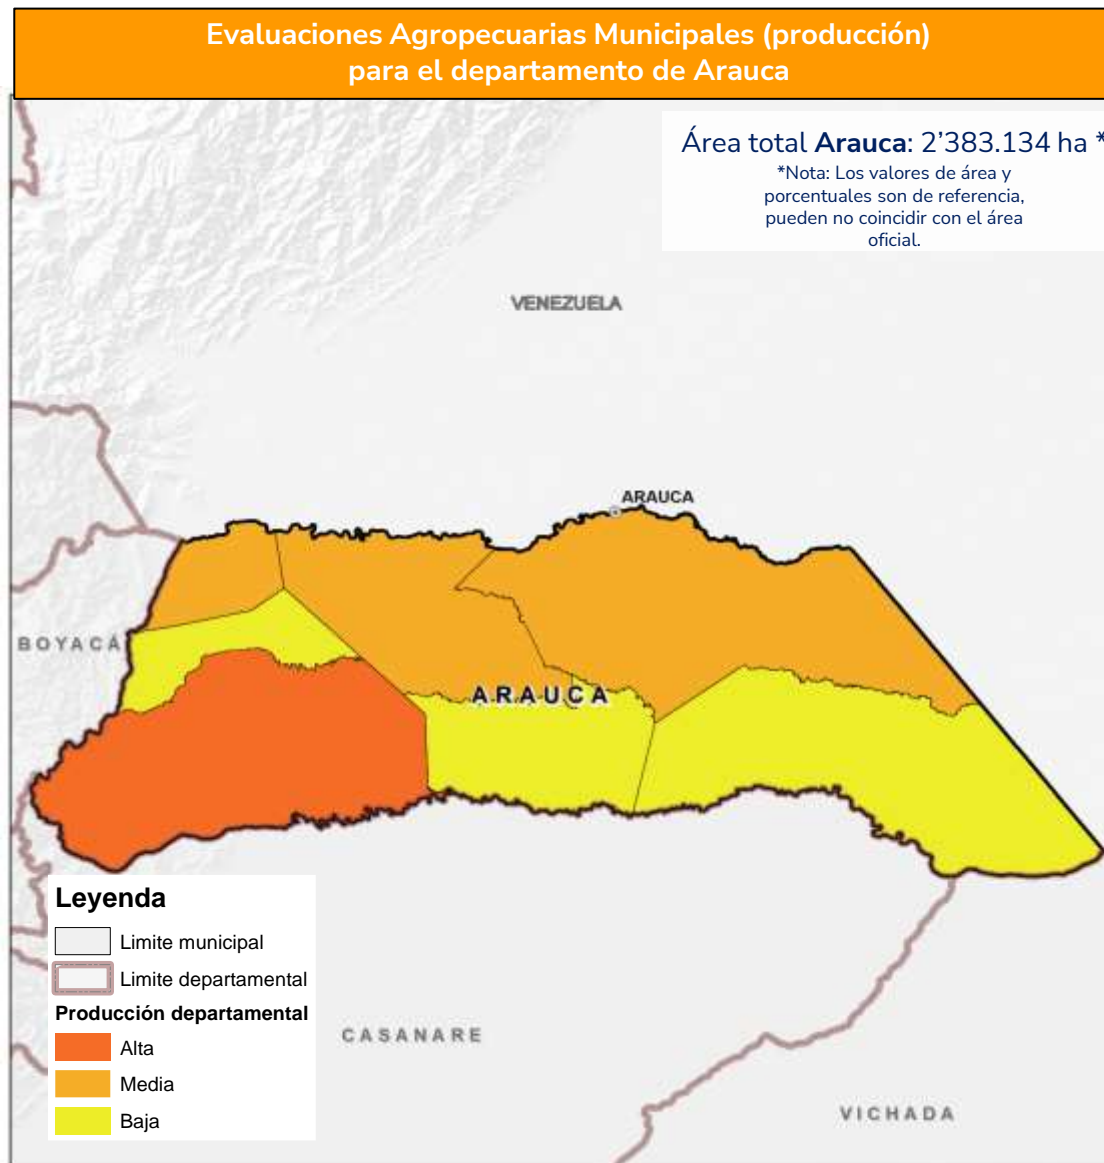 Evaluaciones Agropecuarias Municipales (producción)
para el departamento de Arauca
Área total Arauca: 2’383.134 ha *
*Nota: Los valores de área y
porcentuales son de referencia,
pueden no coincidir con el área
oficial.
VENEZUELA
ARAUCA
BOYACÁ
ARAUCA
Leyenda
Limite municipal
Limite departamental
Producción departamental
Alta
Media
Baja
CASANARE
VICHADA